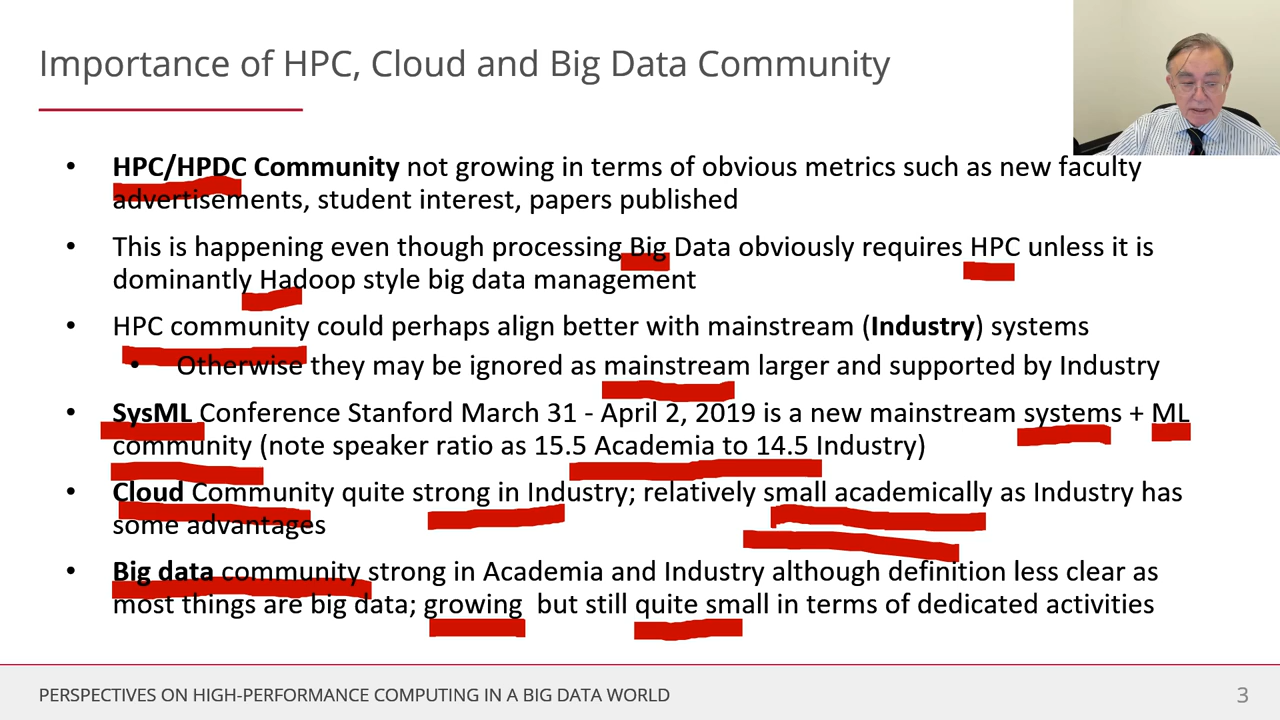 Importance of HPC, Cloud and Big Data Community
• HPC/HPDC Community not growing in terms of obvious metrics such as new faculty
advertisements, student interest, papers published
• This is happening even though processing Big Data obviously requires HPC unless it is
dominantly Hadoop style big data management
• HPC community could perhaps align better with mainstream (Industry) systems
• Otherwise they may be ignored as mainstream larger and supported by Industry
• SysML Conference Stanford March 31 - April 2, 2019 is a new mainstream systems + ML
community (note speaker ratio as 15.5 Academia to 14.5 Industry)
• Cloud Community quite strong in Industry; relatively small academically as Industry has
some advantages
• Big data community strong in Academia and Industry although definition less clear as
most things are big data; growing but still quite small in terms of dedicated activities
PERSPECTIVES ON HIGH-PERFORMANCE COMPUTING IN A BIG DATA WORLD
3